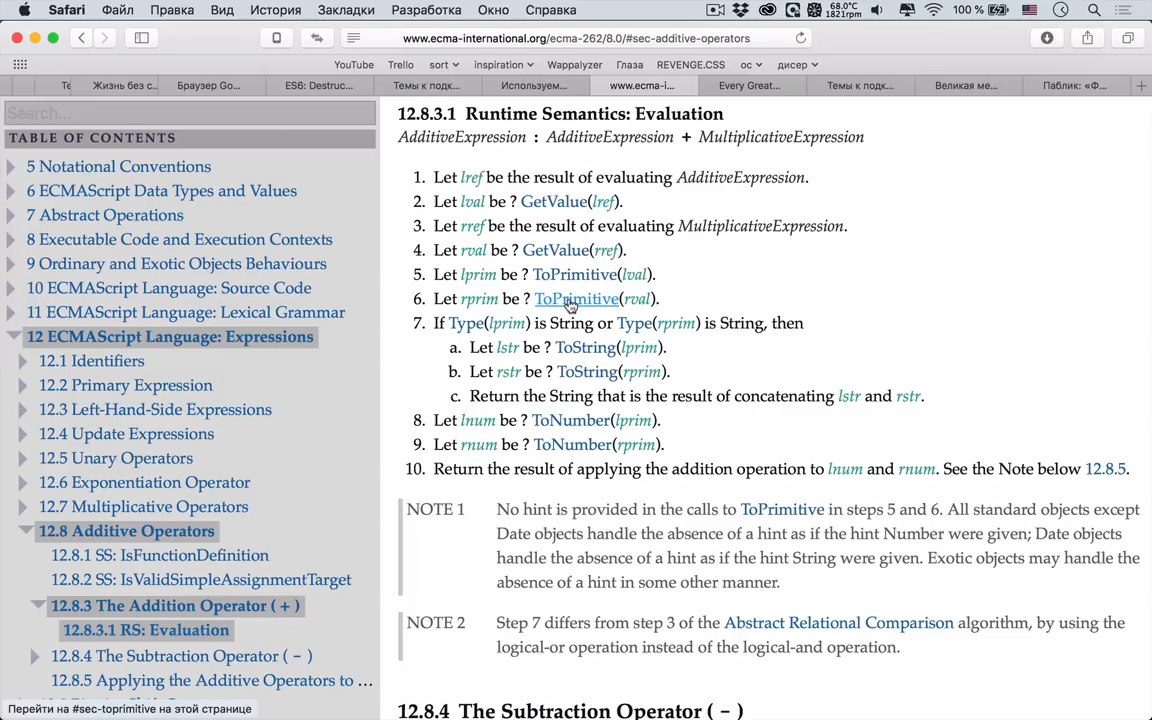 Safari Файл Правка Вид История Закладки Разработка Окно Справка 68.0°C 1821rpm 100 %
www.ecma-international.org/ecma-262/8.0/#sec-additive-operators
YouTube Trello sort inspiration Wappalyzer Глаза REVENGE.CSS ос дисер
Те Жизнь без с... Браузер Go... ES6: Destruc... Темы к подк... Используем... www.ecma-i... Every Great... Темы к подк... Великая ме... Паблик: «Ф...
Search...
TABLE OF CONTENTS
5 Notational Conventions
6 ECMAScript Data Types and Values
7 Abstract Operations
8 Executable Code and Execution Contexts
9 Ordinary and Exotic Objects Behaviours
10 ECMAScript Language: Source Code
11 ECMAScript Language: Lexical Grammar
12 ECMAScript Language: Expressions
12.1 Identifiers
12.2 Primary Expression
12.3 Left-Hand-Side Expressions
12.4 Update Expressions
12.5 Unary Operators
12.6 Exponentiation Operator
12.7 Multiplicative Operators
12.8 Additive Operators
12.8.1 SS: IsFunctionDefinition
12.8.2 SS: IsValidSimpleAssignmentTarget
12.8.3 The Addition Operator ( + )
12.8.3.1 RS: Evaluation
12.8.4 The Subtraction Operator ( - )
12.8.5 Applying the Additive Operators to ...
Перейти на #sec-toprimitive на этой странице
12.8.3.1 Runtime Semantics: Evaluation
AdditiveExpression : AdditiveExpression + MultiplicativeExpression
1. Let lref be the result of evaluating AdditiveExpression.
2. Let lval be ? GetValue(lref).
3. Let rref be the result of evaluating MultiplicativeExpression.
4. Let rval be ? GetValue(rref).
5. Let lprim be ? ToPrimitive(lval).
6. Let rprim be ? ToPrimitive(rval).
7. If Type(lprim) is String or Type(rprim) is String, then
a. Let lstr be ? ToString(lprim).
b. Let rstr be ? ToString(rprim).
c. Return the String that is the result of concatenating lstr and rstr.
8. Let lnum be ? ToNumber(lprim).
9. Let rnum be ? ToNumber(rprim).
10. Return the result of applying the addition operation to lnum and rnum. See the Note below 12.8.5.
NOTE 1 No hint is provided in the calls to ToPrimitive in steps 5 and 6. All standard objects except
Date objects handle the absence of a hint as if the hint Number were given; Date objects
handle the absence of a hint as if the hint String were given. Exotic objects may handle the
absence of a hint in some other manner.
NOTE 2 Step 7 differs from step 3 of the Abstract Relational Comparison algorithm, by using the
logical-or operation instead of the logical-and operation.
12.8.4 The Subtraction Operator ( - )